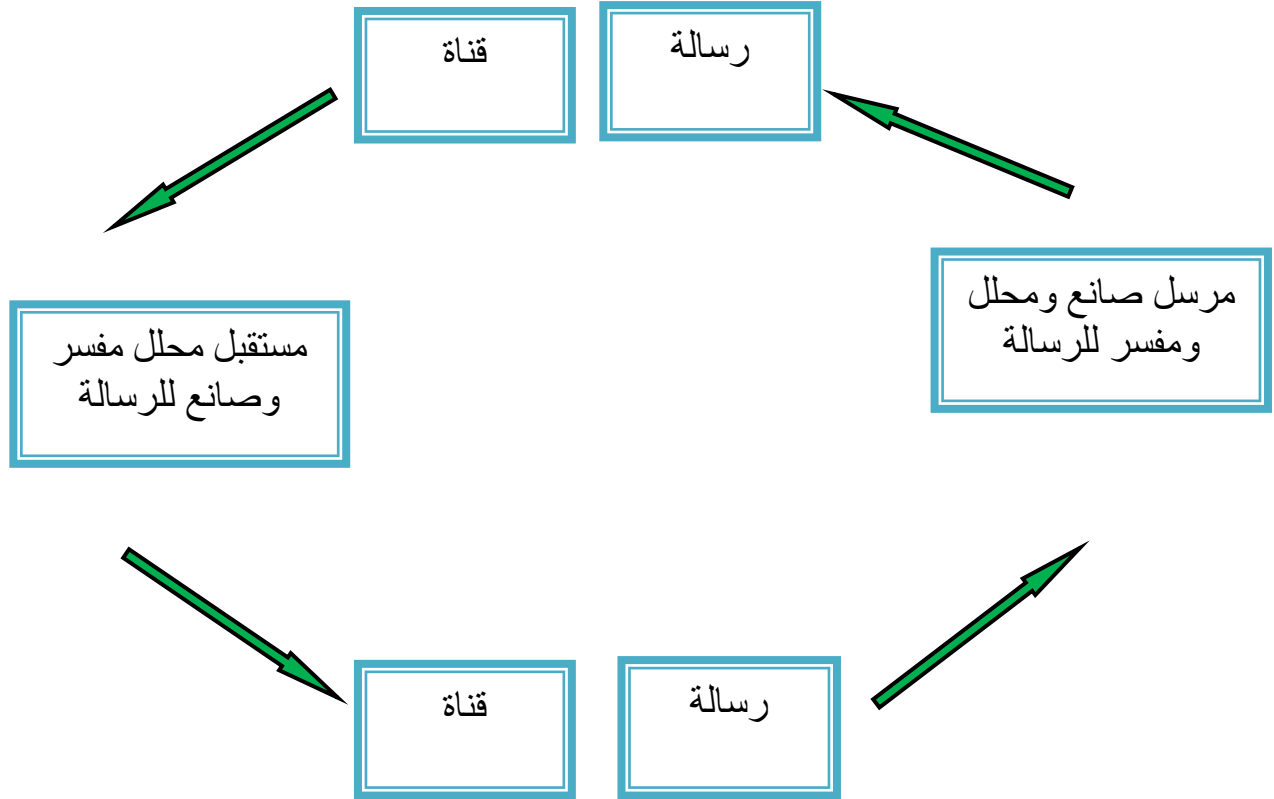 رسالة
قناة
مرسل صانع ومحلل
ومفسر للرسالة
مستقبل محلل مفسر
وصانع للرسالة
رسالة
قناة